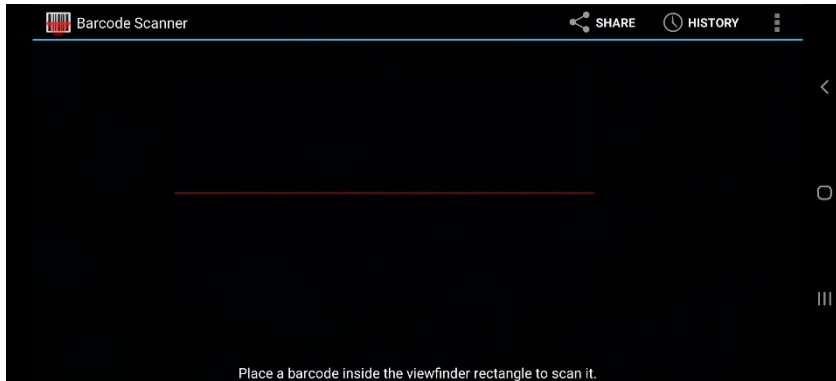 Barcode Scanner
SHARE
HISTORY
Place a barcode inside the viewfinder rectangle to scan it.